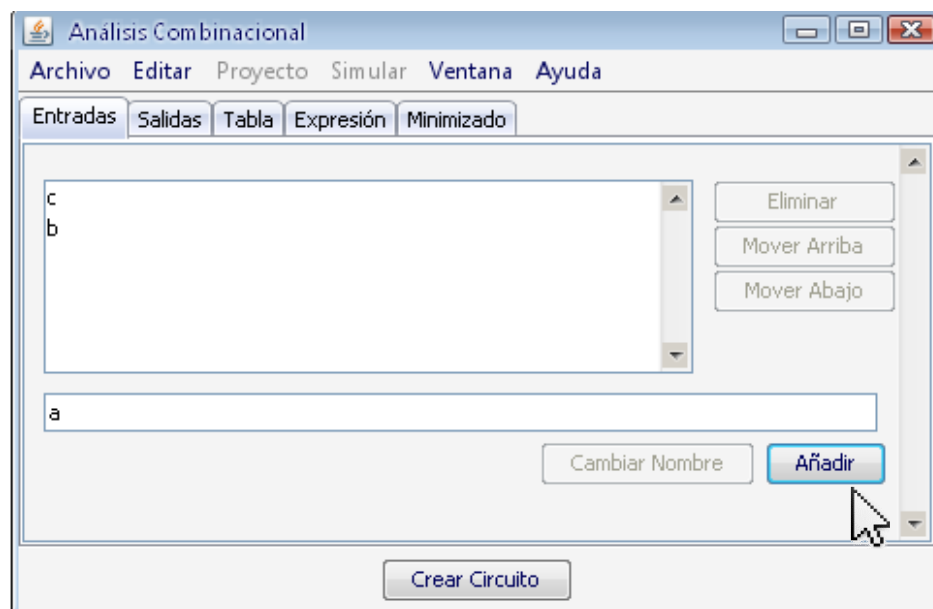 Análisis Combinacional
Archivo Editar Proyecto Simular Ventana Ayuda
Entradas Salidas Tabla Expresión Minimizado
c
b
Eliminar
Mover Arriba
Mover Abajo
a
Cambiar Nombre Añadir
Crear Circuito